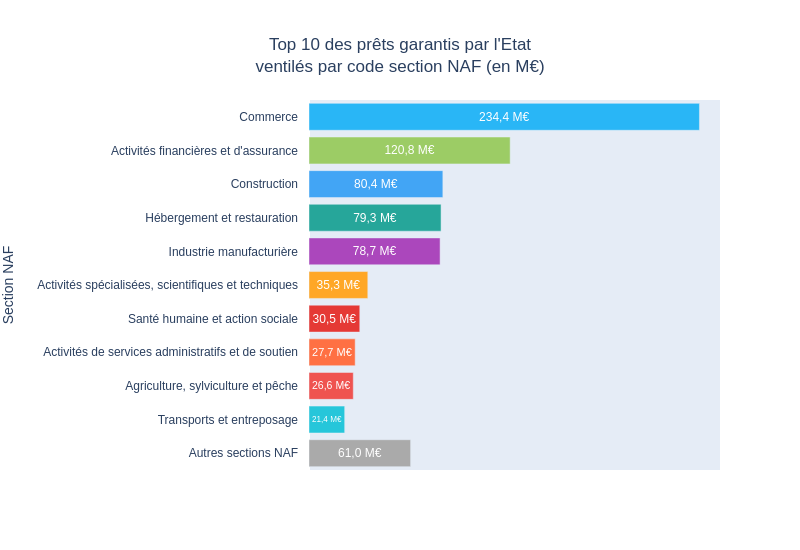 Top 10 des prêts garantis par l'Etat
ventilés par code section NAF (en M€)
Section NAF
Commerce 234,4 M€
Activités financières et d'assurance 120,8 M€
Construction 80,4 M€
Hébergement et restauration 79,3 M€
Industrie manufacturière 78,7 M€
Activités spécialisées, scientifiques et techniques 35,3 M€
Santé humaine et action sociale 30,5 M€
Activités de services administratifs et de soutien 27,7 M€
Agriculture, sylviculture et pêche 26,6 M€
Transports et entreposage 21,4 M€
Autres sections NAF 61,0 M€